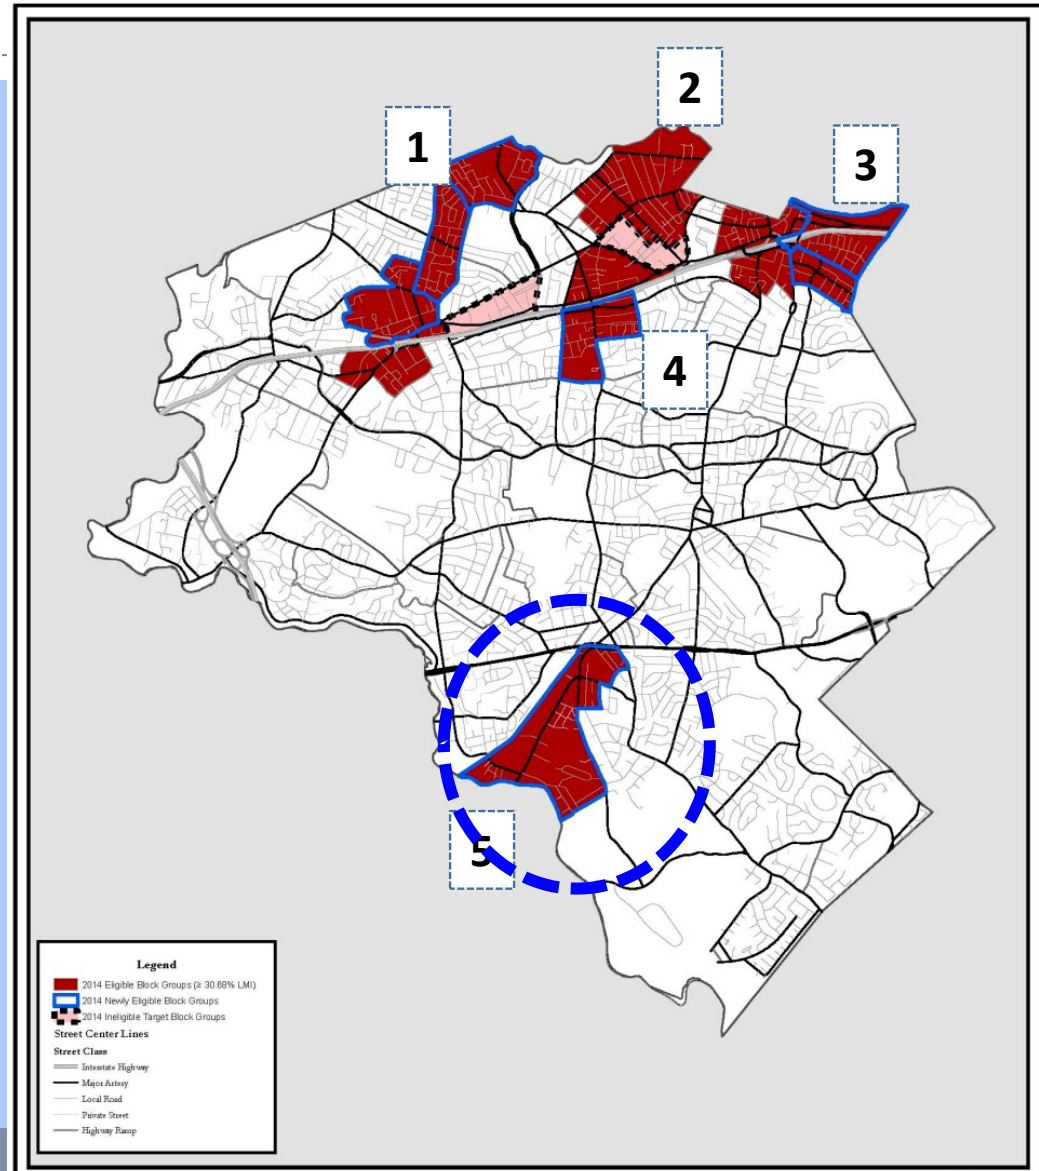 2
1
3
4
5
Legend
2014 Eligible Block Groups (≥ 30.68% LMI)
2014 Newly Eligible Block Groups
2014 Ineligible Target Block Groups
Street Center Lines
Street Class
Interstate Highway
Major Artery
Local Road
Private Street
Highway Ramp